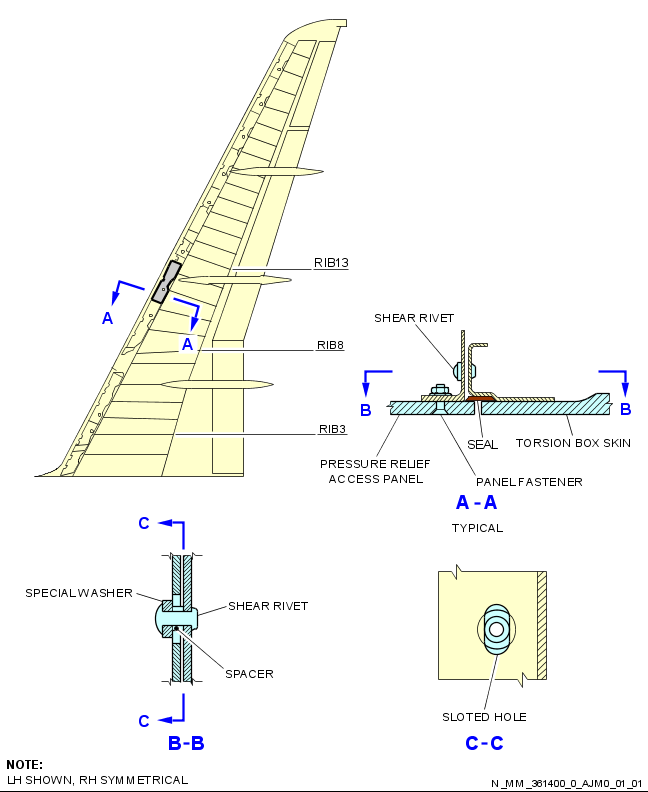 RIB13
A
A
RIB8
RIB3
SHEAR RIVET
B
B
SEAL
TORSION BOX SKIN
PRESSURE RELIEF
ACCESS PANEL
PANEL FASTENER
A-A
TYPICAL
C
SPECIAL WASHER
SHEAR RIVET
SPACER
C
B-B
SLOTED HOLE
C-C
NOTE:
LH SHOWN, RH SYMMETRICAL
N_MM_361400_0_AJM0_01_01